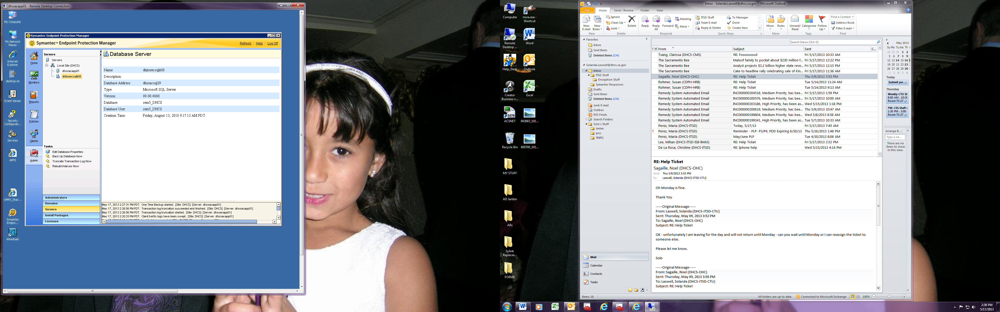 dhssacapp01 - Remote Desktop Connection
My Computer
My Network
Places
Internet
Explorer
desktop.ini
Event Viewer
Security
Configurati...
Services
APPS
OMPS_Shar...
Symantec
Endpoi...
Wireshark
Symantec Endpoint Protection Manager
Symantec™ Endpoint Protection Manager
Refresh | Help | Log Off
Home
Monitors
Reports
Policies
Clients
Admin
Servers
Servers
Local Site (DHCS)
dhssacapp01
dhitseecsqlit08
Tasks
Edit Database Properties
Back Up Database Now
Truncate Transaction Log Now
Rebuild Indexes Now
Administrators
Domains
Servers
Install Packages
Licenses
Database Server
Name: dhitseecsqlit08
Description:
Database Address: dhssacsql29
Type: Microsoft SQL Server
Version: 09.00.4060
Database: sem5_DHCS
Database User: sem5_DHCS
Creation Time: Friday, August 13, 2010 9:17:13 AM PDT
May 17, 2013 2:27:31 PM PDT: One Time Backup started. [Site: DHCS] [Server: dhssacapp01]
May 17, 2013 2:26:56 PM PDT: Transaction log truncation succeeded and finished. [Site: DHCS] [Server: dhssacapp01]
May 17, 2013 2:26:56 PM PDT: Transaction log truncation started. [Site: DHCS] [Server: dhssacapp01]
May 17, 2013 2:20:33 PM PDT: Client traffic logs have been swept. [Site: DHCS] [Server: dhssacapp01]
Computer
msra.exe -
Shortcut
Remote
Desktop ...
Word
Help_Desk
Outlook
Creator
Business v...
Excel
3270
ACSNET
943683_101...
Recycle Bin
400700_101...
MY STUFF
AD Janitor
ARs
Sylink
Replacer...
FORMS
Inbox - Solanda.Laswell@dhcs.ca.gov - Microsoft Outlook
File Home Send / Receive Folder View
New
E-mail
New
Items
New
Ignore
Clean Up
Junk
Delete
Delete
Reply
Reply
All
Forward
Meeting
More
Respond
ITSD Stuff
Team E-mail
Reply & Delete
To Manager
Done
Create New
Quick Steps
Move
Rules
Move
Unread/
Read
Categorize
Follow
Up
Tags
Find a Contact
Address Book
Filter E-mail
Find
Favorites
Inbox
Sent Items
Deleted Items (134)
Solanda.Laswell@dhcs.ca.gov
Inbox
ITSD Stuff
Encryption Stuff
Symantec Responses
Drafts
Sent Items
Deleted Items (134)
Junk E-mail
Outbox
RSS Feeds
Search Folders
Solo's Stuff
leelee
pics
TRIPS!
Mail
Calendar
Contacts
Tasks
Search Inbox (Ctrl+E)
From Subject Sent C...
Tsang, Clarissa (DHCS-CMS) RE: Foooooood Fri 5/17/2013 10:33 AM
The Sacramento Bee Maloof family to pocket about $230 million f... Fri 5/17/2013 12:22 PM
The Sacramento Bee Analyst projects $3.2 billion higher state reve... Fri 5/17/2013 12:15 PM
The Sacramento Bee Cake to headline rally celebrating sale of Kin... Fri 5/17/2013 11:36 AM
Sagaille, Noel (DHCS-OHC) RE: Help Ticket Thu 5/9/2013 3:53 PM
Rohmer, Susan (CDPH-HRB) RE: Help Ticket Tue 5/14/2013 11:24 AM
Rohmer, Susan (CDPH-HRB) RE: Help Ticket Tue 5/14/2013 9:13 AM
Remedy System Automated Email INC000000204518, Medium Priority, has bee... Fri 5/17/2013 1:59 PM
Remedy System Automated Email INC000000200576, Medium Priority, has bee... Fri 5/17/2013 10:00 AM
Remedy System Automated Email INC000000203186, High Priority, has been as... Wed 5/15/2013 1:18 PM
Remedy System Automated Email INC000000200619, Medium Priority, has bee... Thu 5/9/2013 10:47 AM
Remedy System Automated Email INC000000199804, Medium Priority, has bee... Wed 5/8/2013 8:58 AM
Remedy System Automated Email INC000000199341, High Priority, has been as... Tue 5/7/2013 10:33 AM
Perez, Maria (DHCS-ITSD) Today, 5/17/13 Fri 5/17/2013 7:45 AM
Perez, Maria (DHCS-ITSD) Reminder - PLP- P3/P4, PDD Expiring 6/30/13 Thu 5/16/2013 1:48 PM
Perez, Maria (DHCS-ITSD) May/June PLP Tue 4/30/2013 8:06 AM
Lee, Mihan (DHCS-ITSD-ISB-IMAS) RE: Help Ticket Fri 5/17/2013 2:32 PM
De La Rosa, Christine (DHCS-ITSD) RE: Iphone help Wed 5/15/2013 4:14 PM
RE: Help Ticket
Sagaille, Noel (DHCS-OHC)
Sent: Thu 5/9/2013 3:53 PM
To: Laswell, Solanda (DHCS-ITSD-CTU)
Oh Monday is fine.
Thank You
-----Original Message-----
From: Laswell, Solanda (DHCS-ITSD-CTU)
Sent: Thursday, May 09, 2013 3:52 PM
To: Sagaille, Noel (DHCS-OHC)
Subject: RE: Help Ticket
OK - unfortunately I am leaving for the day and will not return until Monday - can you wait until Monday or I can reassign the ticket to
someone else.
Please let me know.
Solo
-----Original Message-----
From: Sagaille, Noel (DHCS-OHC)
Sent: Thursday, May 09, 2013 3:50 PM
To: Laswell, Solanda (DHCS-ITSD-CTU)
Subject: RE: Help Ticket
May 2013
Su Mo Tu We Th
28 29 30 1 2
5 6 7 8 9
12 13 14 15 16
19 20 21 22 23
26 27 28 29 30
2 3 4 5 6
Today
Submit you
Thursday
Weekly CTU St
9:00 AM - 10:30
Room 73.27
FW: CSS Staff
1:30 PM - 3:00
Room 73.27
Arrange B...
Type a ne...
There are no
items to show
in this view.
Items: 18
All folders are up to date. Connected to Microsoft Exchange 100%
2:38 PM
5/17/2013